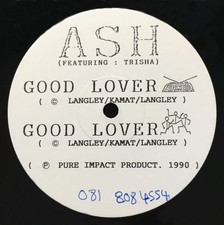 ASH
(FEATURING : TRISHA)
GOOD LOVER
( © LANGLEY/KAMAT/LANGLEY )
GOOD LOVER
( © LANGLEY/KAMAT/LANGLEY )
( ℗ PURE IMPACT PRODUCT. 1990 )
081 808 4554